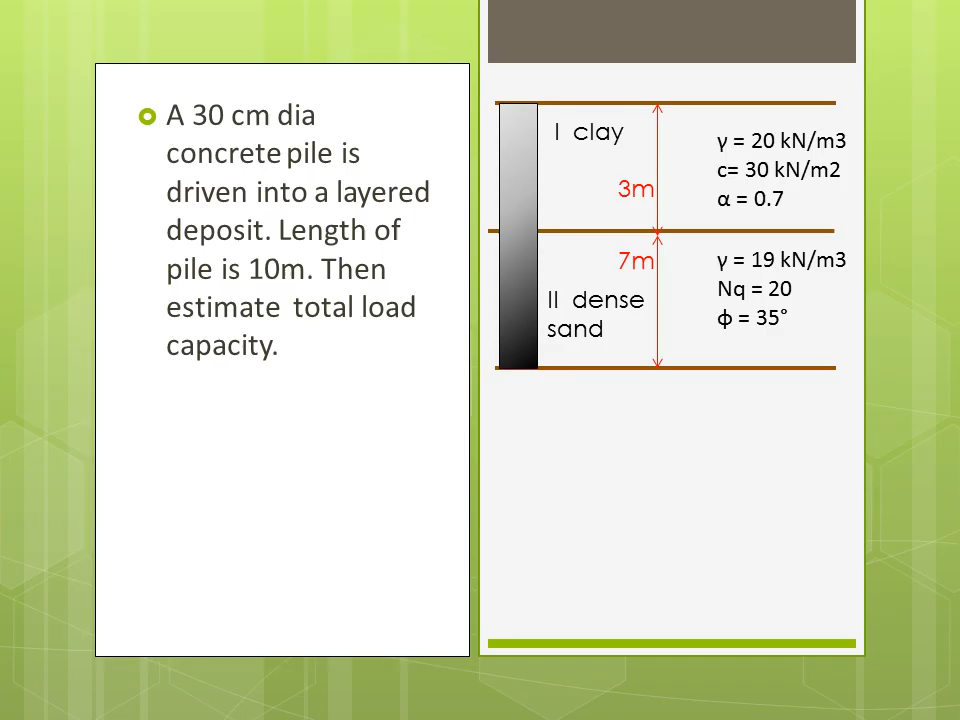 A 30 cm dia
concrete pile is
driven into a layered
deposit. Length of
pile is 10m. Then
estimate total load
capacity.
I clay
3m
γ = 20 kN/m3
c= 30 kN/m2
α = 0.7
7m
II dense
sand
γ = 19 kN/m3
Nq = 20
ϕ = 35°